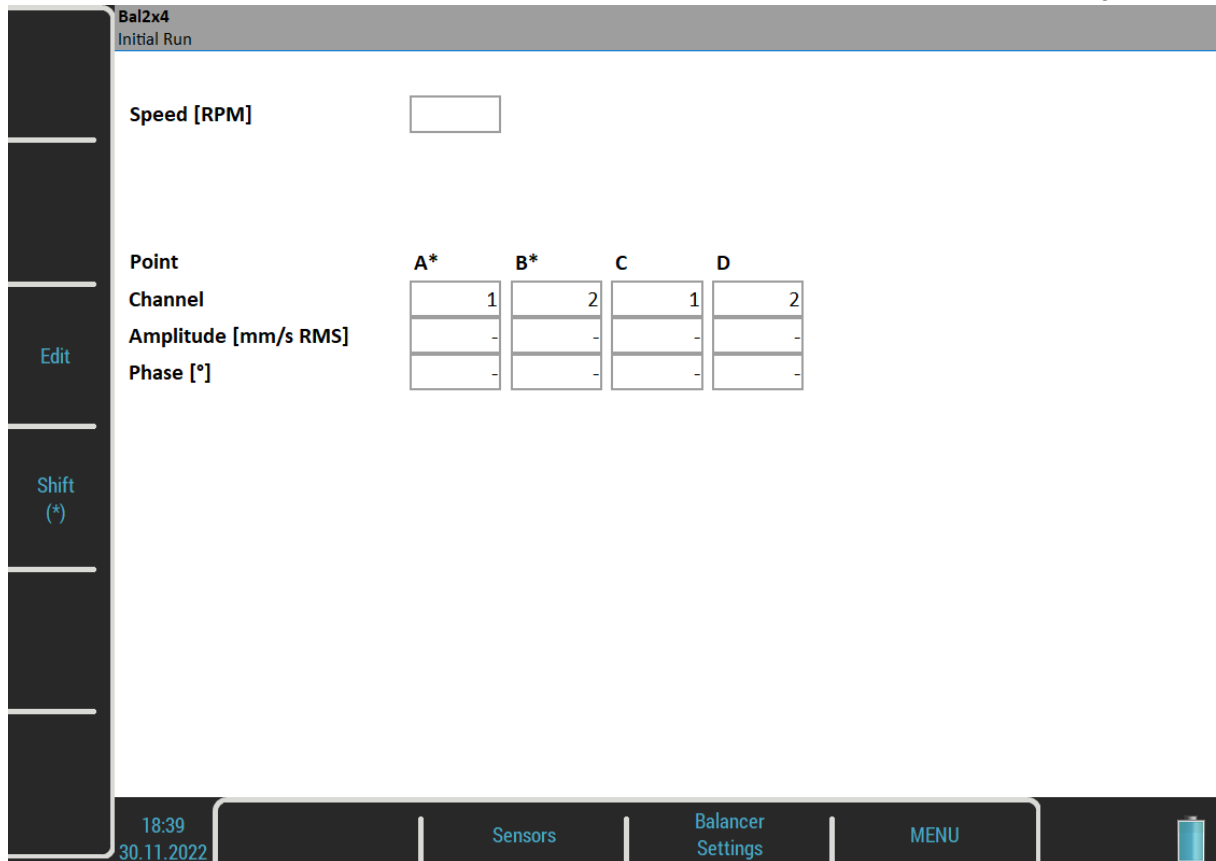 Bal2x4
Initial Run
Speed [RPM]
Point A* B* C D
Channel 1 2 1 2
Amplitude [mm/s RMS] - - - -
Phase [°] - - - -
Edit
Shift
(*)
18:39
30.11.2022
Sensors
Balancer
Settings
MENU